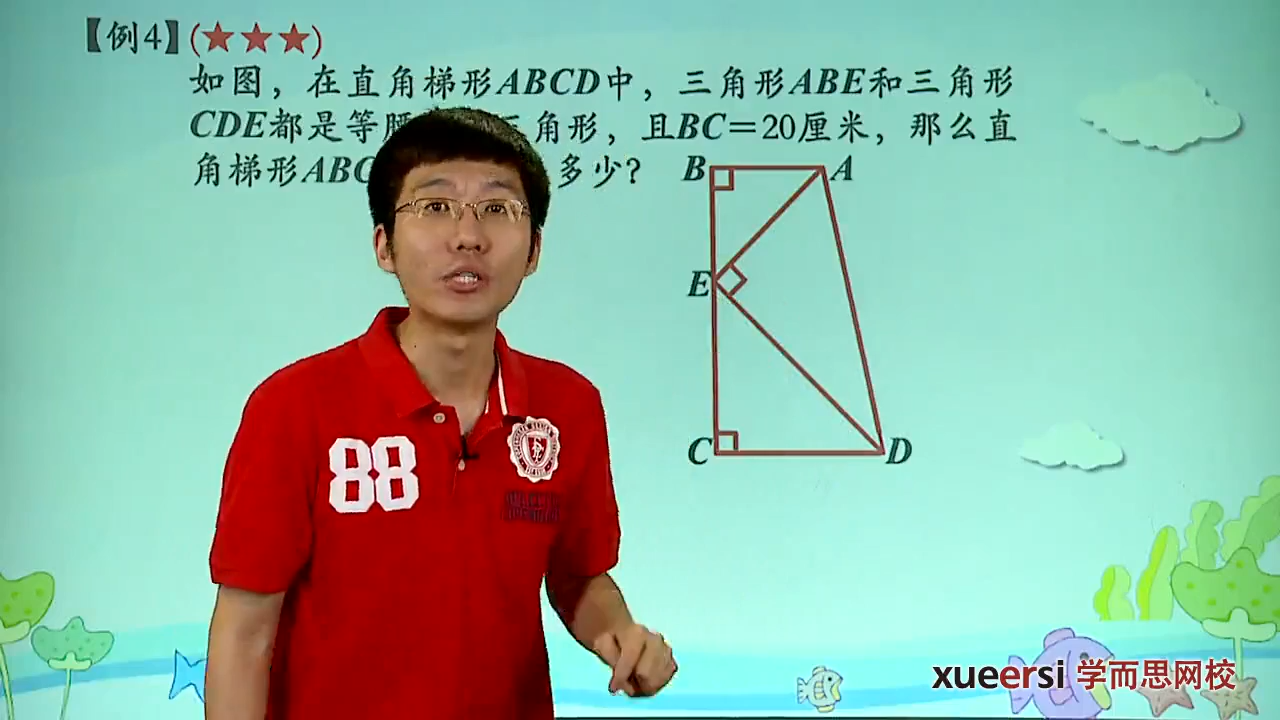 【例4】(★★★)
如图，在直角梯形ABCD中，三角形ABE和三角形
CDE都是等腰 三角形，且BC＝20厘米，那么直
角梯形ABC 多少？
B A
E
C D
88
xueersi 学而思网校